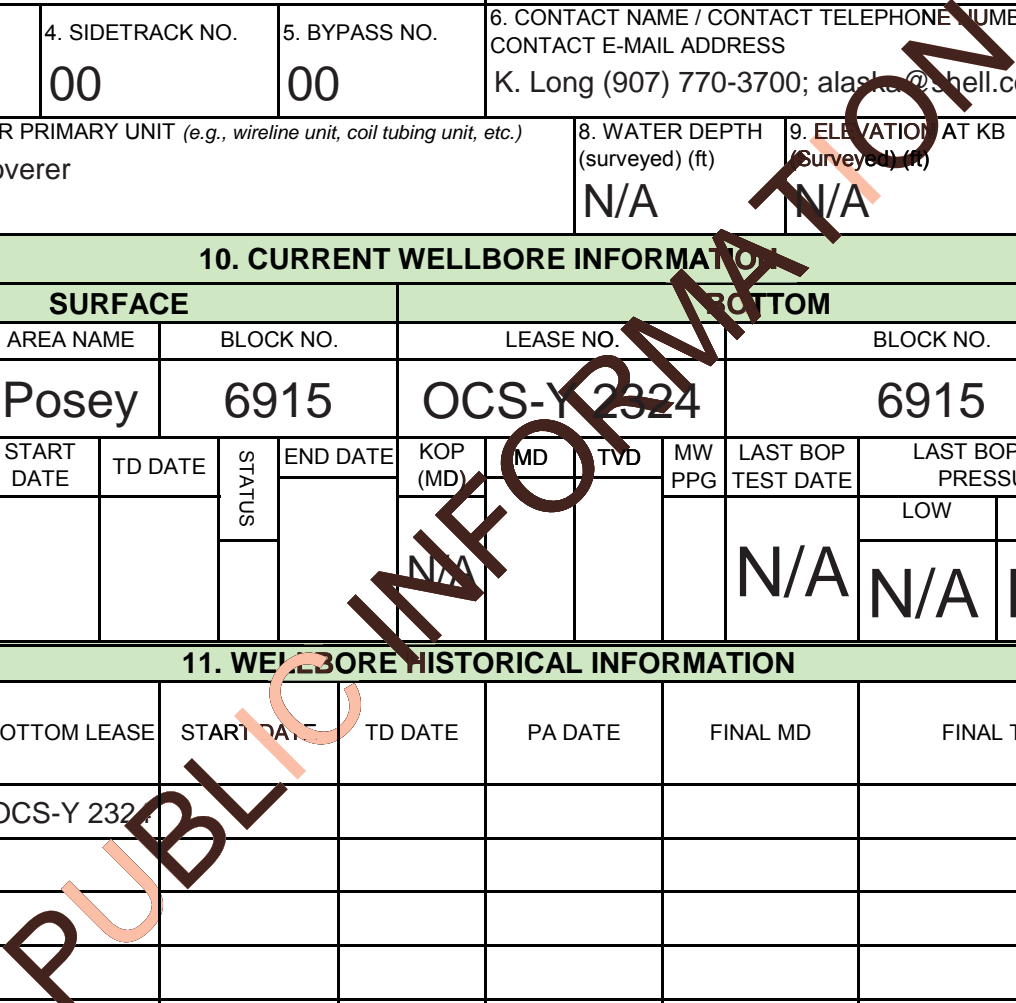 4. SIDETRACK NO.
00
5. BYPASS NO.
00
6. CONTACT NAME / CONTACT TELEPHONE NUM
CONTACT E-MAIL ADDRESS
K. Long (907) 770-3700; alaska@shell.c
R PRIMARY UNIT (e.g., wireline unit, coil tubing unit, etc.)
overer
8. WATER DEPTH
(surveyed) (ft)
N/A
9. ELEVATION AT KB
(Surveyed) (ft)
N/A
10. CURRENT WELLBORE INFORMATION
SURFACE
BOTTOM
AREA NAME
BLOCK NO.
LEASE NO.
BLOCK NO.
Posey
6915
OCS-Y 2324
6915
START
DATE
TD DATE
STATUS
END DATE
KOP
(MD)
MD
TVD
MW
PPG
LAST BOP
TEST DATE
LAST BOP
PRESSU
LOW
N/A
N/A
N/A
11. WELLBORE HISTORICAL INFORMATION
OTTOM LEASE
START DATE
TD DATE
PA DATE
FINAL MD
FINAL T
OCS-Y 2324
PUBLIC INFORMATION